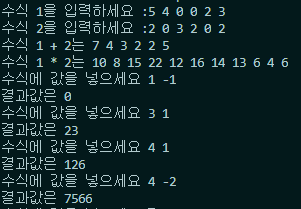 수식 1을 입력하세요 :5 4 0 0 2 3
수식 2를 입력하세요 :2 0 3 2 0 2
수식 1 + 2는 7 4 3 2 2 5
수식 1 * 2는 10 8 15 22 12 16 14 13 6 4 6
수식에 값을 넣으세요 1 -1
결과값은 0
수식에 값을 넣으세요 3 1
결과값은 23
수식에 값을 넣으세요 4 1
결과값은 126
수식에 값을 넣으세요 4 -2
결과값은 7566